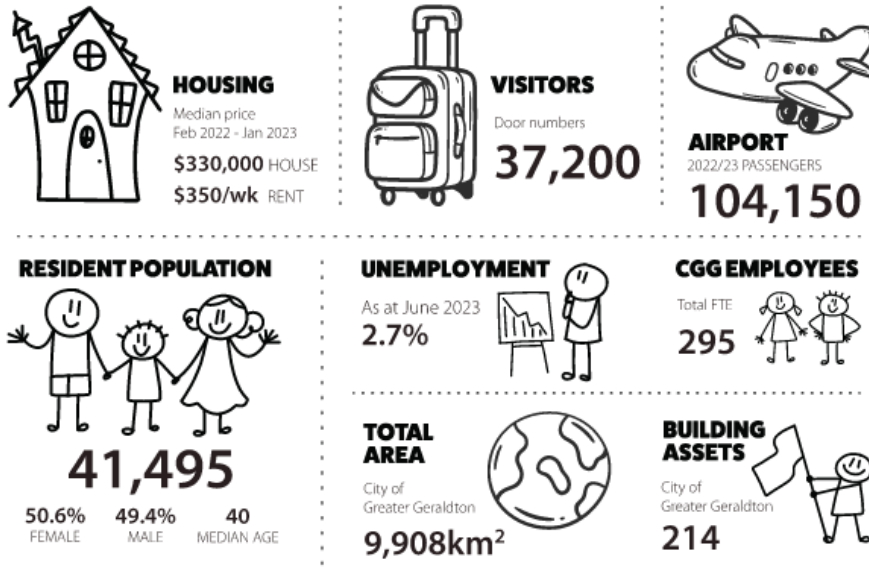 HOUSING
Median price
Feb 2022 - Jan 2023
$330,000 HOUSE
$350/wk RENT
VISITORS
Door numbers
37,200
AIRPORT
2022/23 PASSENGERS
104,150
RESIDENT POPULATION
41,495
50.6%
FEMALE
49.4%
MALE
40
MEDIAN AGE
UNEMPLOYMENT
As at June 2023
2.7%
CGG EMPLOYEES
Total FTE
295
TOTAL
AREA
City of
Greater Geraldton
9,908km²
BUILDING
ASSETS
City of
Greater Geraldton
214